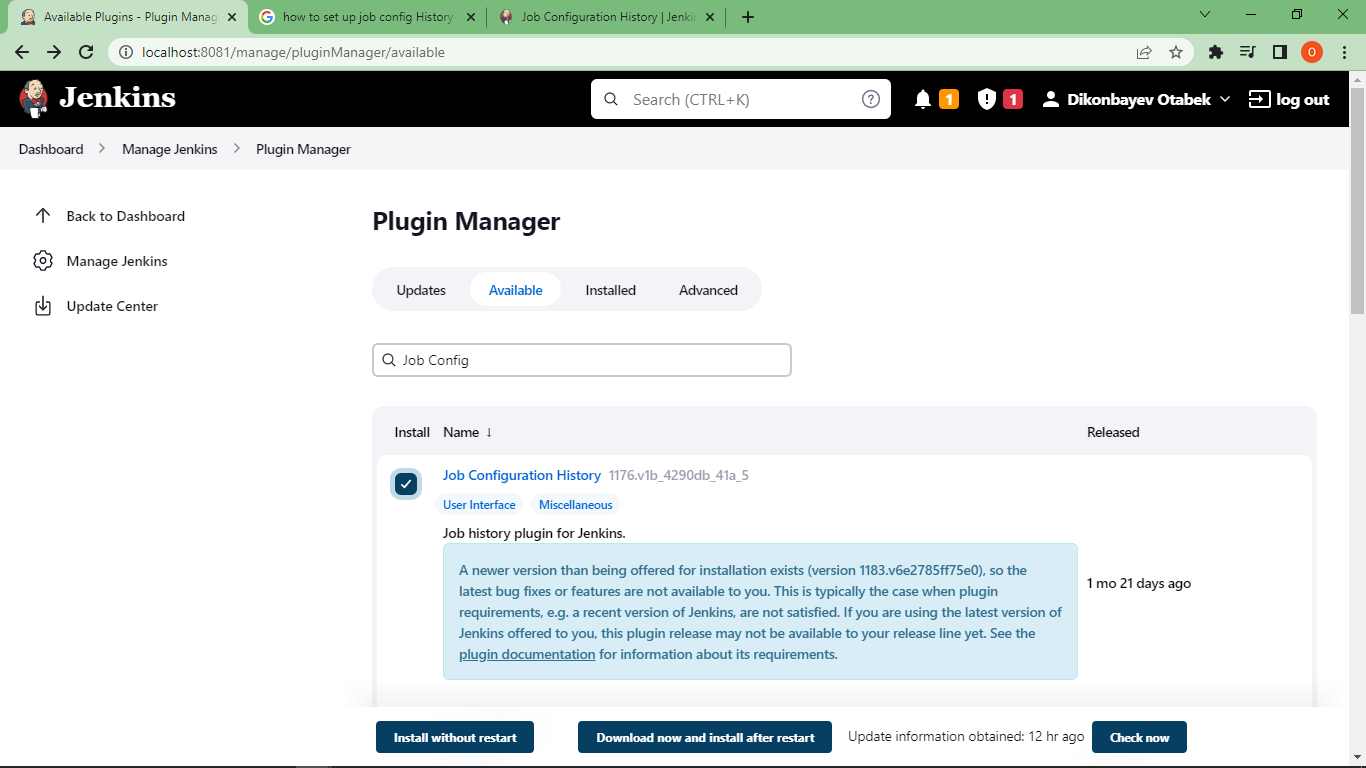 Available Plugins - Plugin Manag
how to set up job config History
Job Configuration History | Jenki
localhost:8081/manage/pluginManager/available
O
Jenkins
Search (CTRL+K)
1
1
Dikonbayev Otabek
log out
Dashboard
Manage Jenkins
Plugin Manager
Back to Dashboard
Manage Jenkins
Update Center
Plugin Manager
Updates
Available
Installed
Advanced
Job Config
Install
Name ↓
Released
Job Configuration History 1176.v1b_4290db_41a_5
User Interface
Miscellaneous
Job history plugin for Jenkins.
A newer version than being offered for installation exists (version 1183.v6e2785ff75e0), so the
latest bug fixes or features are not available to you. This is typically the case when plugin
requirements, e.g. a recent version of Jenkins, are not satisfied. If you are using the latest version of
Jenkins offered to you, this plugin release may not be available to your release line yet. See the
plugin documentation for information about its requirements.
1 mo 21 days ago
Install without restart
Download now and install after restart
Update information obtained: 12 hr ago
Check now